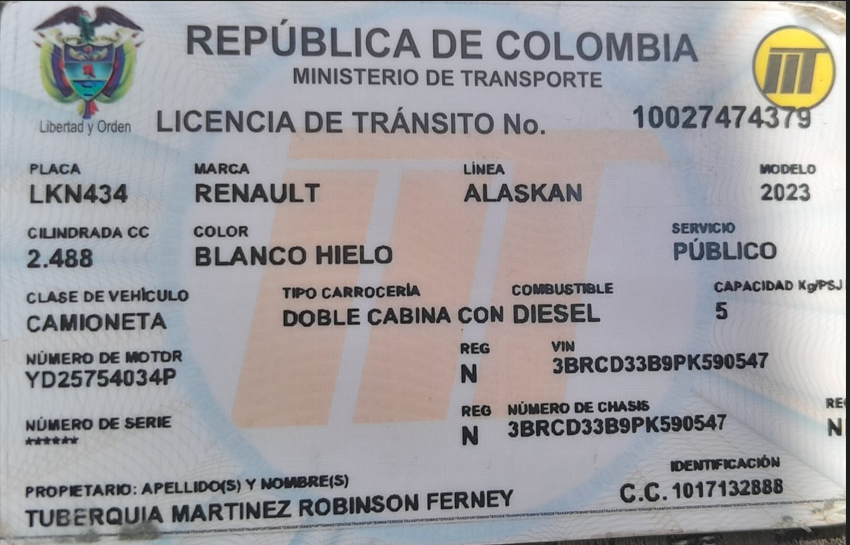 REPÚBLICA DE COLOMBIA
MINISTERIO DE TRANSPORTE
Libertad y Orden
LICENCIA DE TRÁNSITO No. 10027474379
PLACA MARCA LÍNEA MODELO
LKN434 RENAULT ALASKAN 2023
CILINDRADA CC COLOR SERVICIO
2.488 BLANCO HIELO PÚBLICO
CLASE DE VEHÍCULO TIPO CARROCERÍA COMBUSTIBLE CAPACIDAD Kg/PSJ
CAMIONETA DOBLE CABINA CON DIESEL 5
NÚMERO DE MOTOR REG VIN
YD25754034P N 3BRCD33B9PK590547
NÚMERO DE SERIE REG NÚMERO DE CHASIS RE
****** N 3BRCD33B9PK590547 N
PROPIETARIO: APELLIDO(S) Y NOMBRE(S) IDENTIFICACIÓN
TUBERQUIA MARTINEZ ROBINSON FERNEY C.C. 1017132888